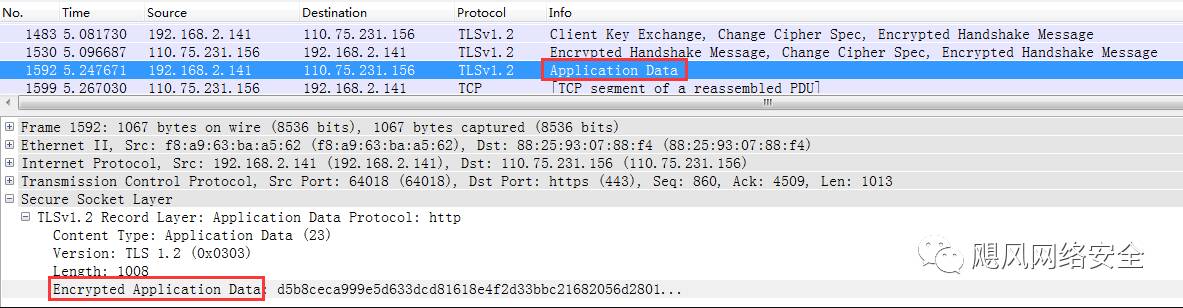 No. Time Source Destination Protocol Info
1483 5.081730 192.168.2.141 110.75.231.156 TLSv1.2 Client Key Exchange, Change Cipher Spec, Encrypted Handshake Message
1530 5.096687 110.75.231.156 192.168.2.141 TLSv1.2 Encrypted Handshake Message, Change Cipher Spec, Encrypted Handshake Message
1592 5.247671 192.168.2.141 110.75.231.156 TLSv1.2 Application Data
1599 5.267030 110.75.231.156 192.168.2.141 TCP [TCP segment of a reassembled PDU]
Frame 1592: 1067 bytes on wire (8536 bits), 1067 bytes captured (8536 bits)
Ethernet II, Src: f8:a9:63:ba:a5:62 (f8:a9:63:ba:a5:62), Dst: 88:25:93:07:88:f4 (88:25:93:07:88:f4)
Internet Protocol, Src: 192.168.2.141 (192.168.2.141), Dst: 110.75.231.156 (110.75.231.156)
Transmission Control Protocol, Src Port: 64018 (64018), Dst Port: https (443), Seq: 860, Ack: 4509, Len: 1013
Secure Socket Layer
TLSv1.2 Record Layer: Application Data Protocol: http
Content Type: Application Data (23)
Version: TLS 1.2 (0x0303)
Length: 1008
Encrypted Application Data: d5b8ceca999e5d633dcd81618e4f2d33bbc21682056d2801...
飓风网络安全